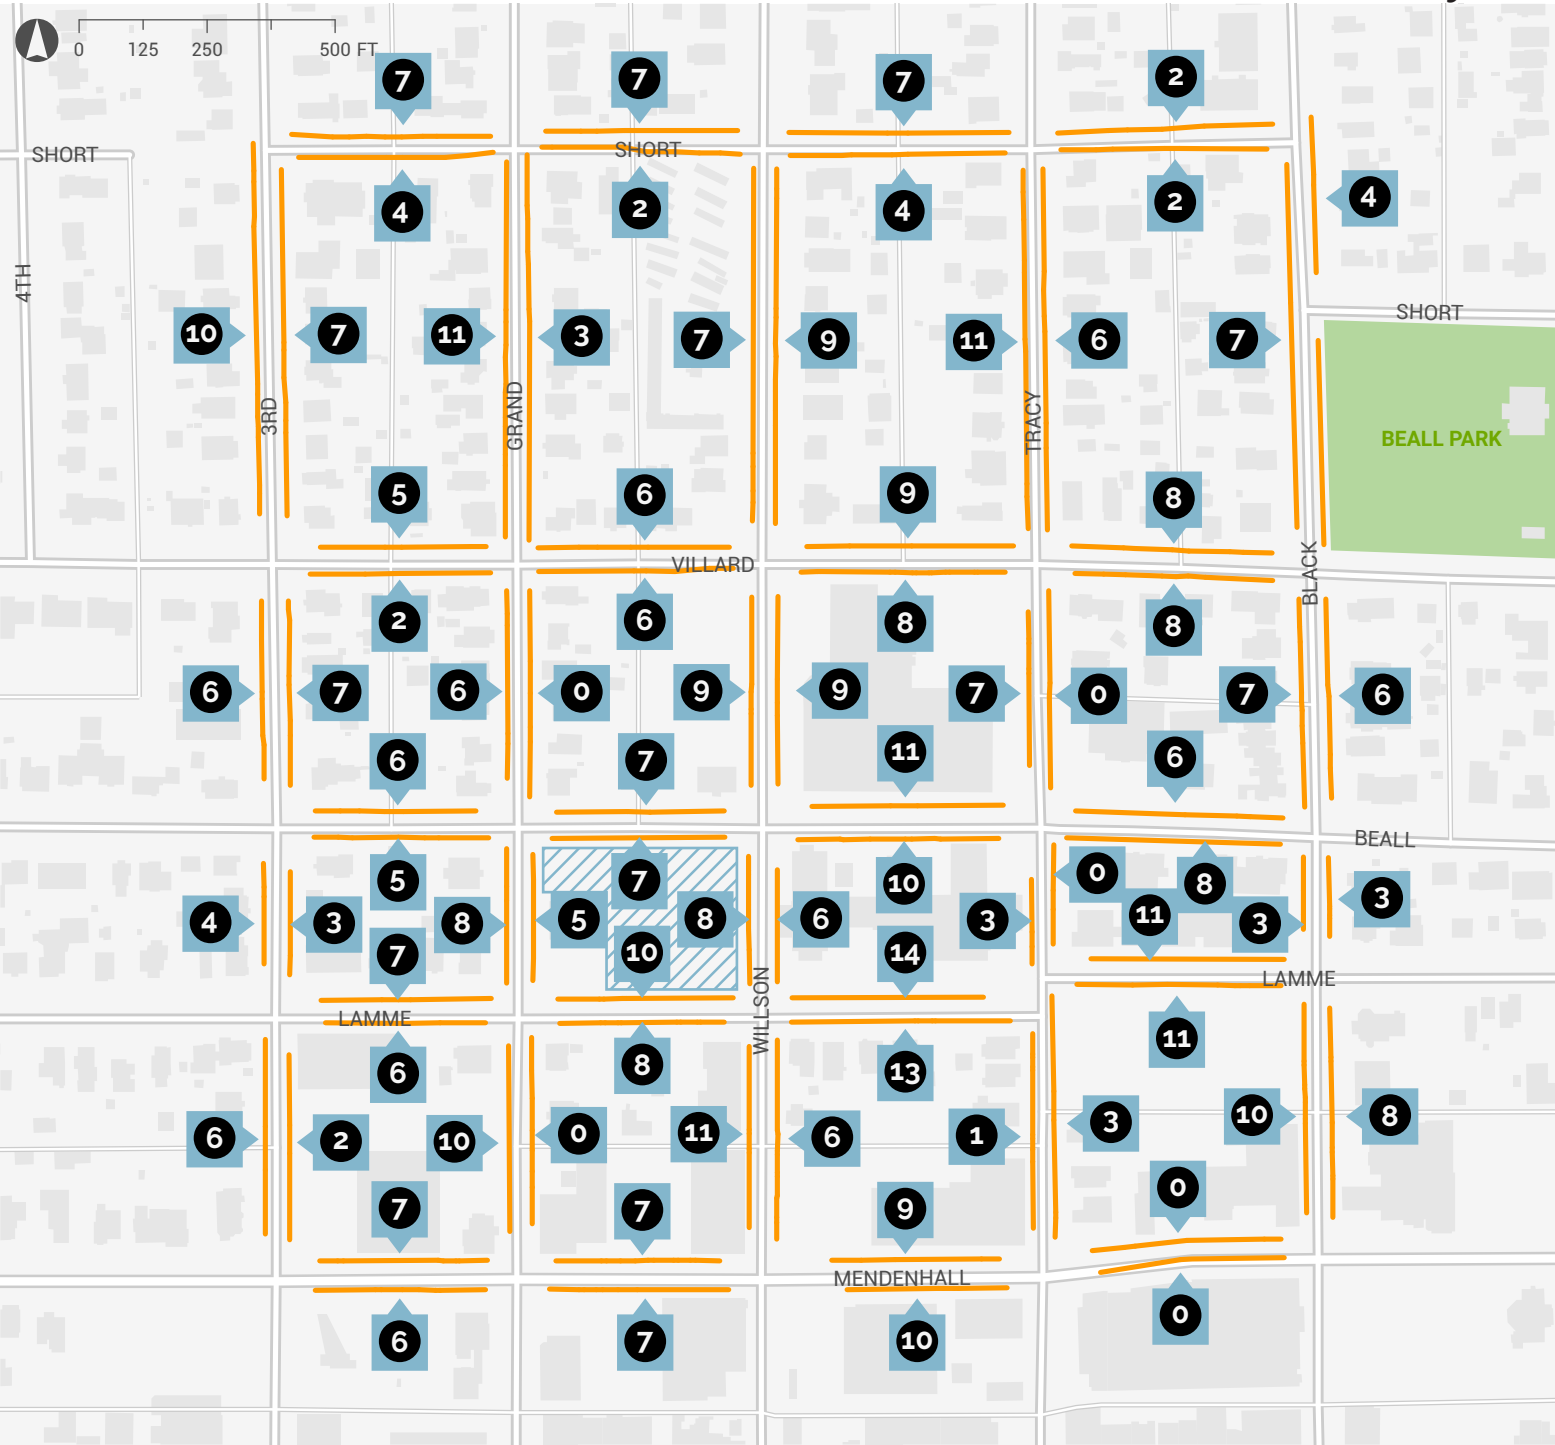 0 125 250 500 FT
7 7 7 2
SHORT SHORT
4 2 4 2 4
4TH
SHORT
10 7 11 3 7 9 11 6 7
3RD GRAND TRACY
BEALL PARK
5 6 9 8
VILLARD
BLACK
2 6 8 8
6 7 6 0 9 9 7 0 7 6
6 7 11 6
BEALL
5 7 10 0 8
4 3 8 5 8 6 3 11 3 3
7 10 14
LAMME
WILLSON
LAMME
6 8 13 11
6 2 10 0 11 6 1 3 10 8
7 7 9 0
MENDENHALL
6 7 10 0